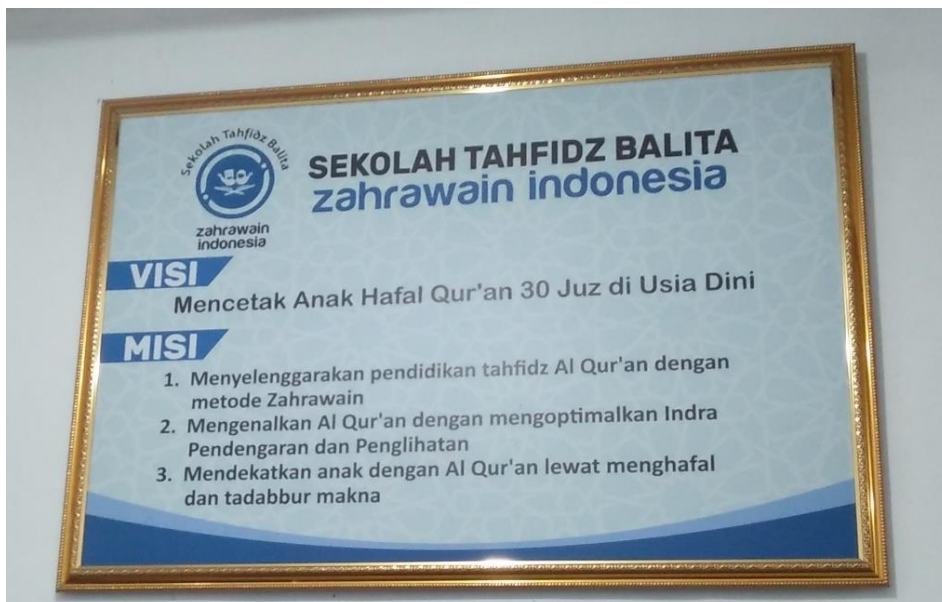 Sekolah Tahfidz Balita
zahrawain
indonesia
SEKOLAH TAHFIDZ BALITA
zahrawain indonesia
VISI
Mencetak Anak Hafal Qur'an 30 Juz di Usia Dini
MISI
1. Menyelenggarakan pendidikan tahfidz Al Qur'an dengan
metode Zahrawain
2. Mengenalkan Al Qur'an dengan mengoptimalkan Indra
Pendengaran dan Penglihatan
3. Mendekatkan anak dengan Al Qur'an lewat menghafal
dan tadabbur makna